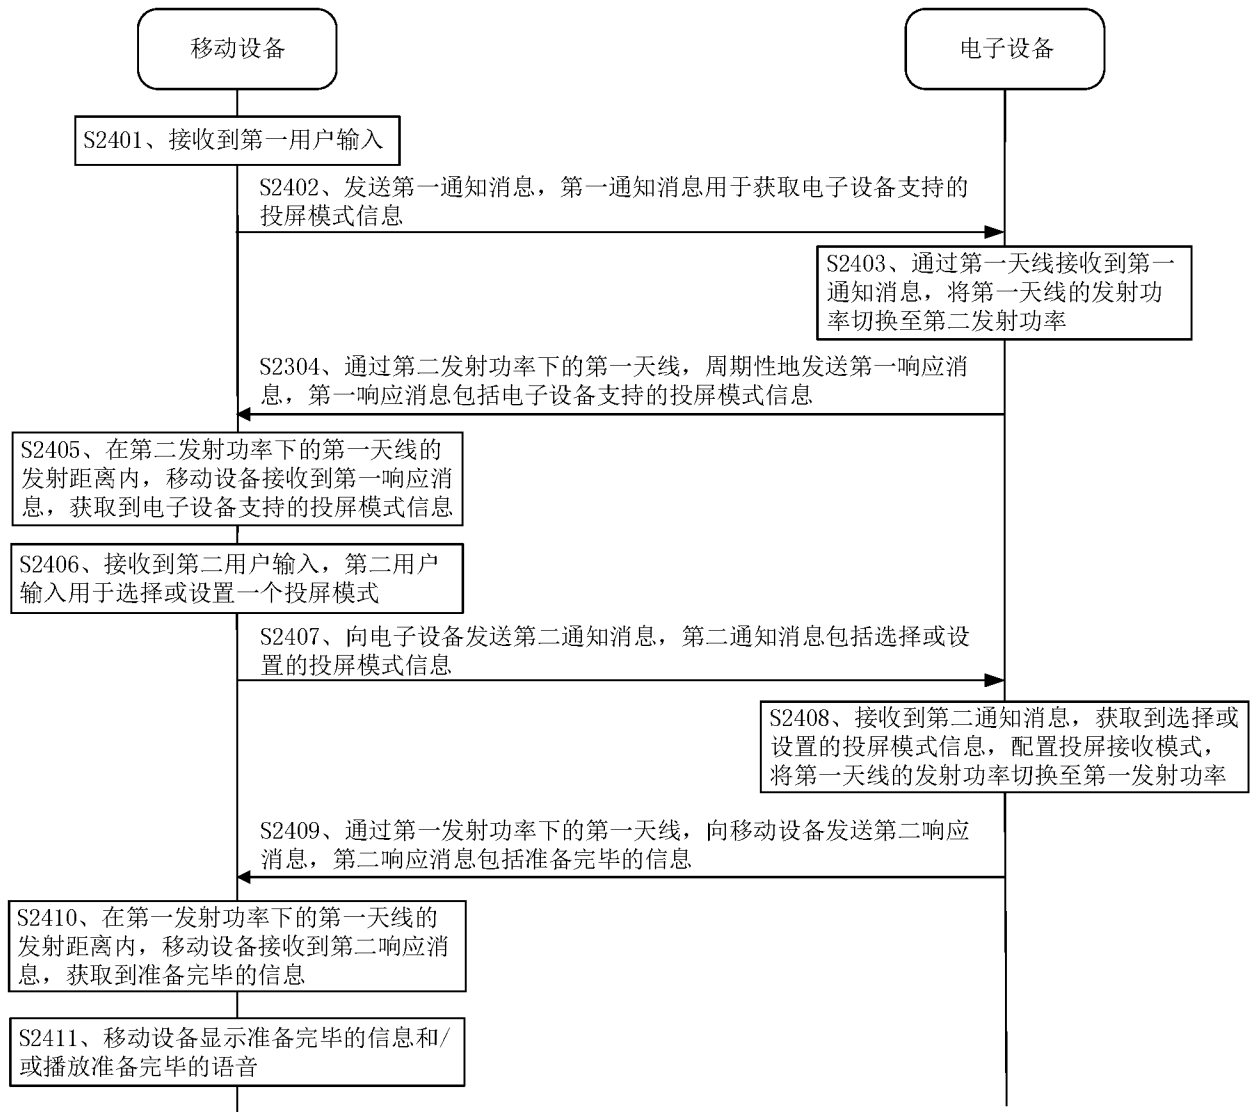 移动设备
电子设备
S2401、接收到第一用户输入
S2402、发送第一通知消息，第一通知消息用于获取电子设备支持的
投屏模式信息
S2403、通过第一天线接收到第一
通知消息，将第一天线的发射功
率切换至第二发射功率
S2304、通过第二发射功率下的第一天线，周期性地发送第一响应消
息，第一响应消息包括电子设备支持的投屏模式信息
S2405、在第二发射功率下的第一天线的
发射距离内，移动设备接收到第一响应消
息，获取到电子设备支持的投屏模式信息
S2406、接收到第二用户输入，第二用户
输入用于选择或设置一个投屏模式
S2407、向电子设备发送第二通知消息，第二通知消息包括选择或设
置的投屏模式信息
S2408、接收到第二通知消息，获取到选择或
设置的投屏模式信息，配置投屏接收模式，
将第一天线的发射功率切换至第一发射功率
S2409、通过第一发射功率下的第一天线，向移动设备发送第二响应
消息，第二响应消息包括准备完毕的信息
S2410、在第一发射功率下的第一天线的
发射距离内，移动设备接收到第二响应消
息，获取到准备完毕的信息
S2411、移动设备显示准备完毕的信息和/
或播放准备完毕的语音